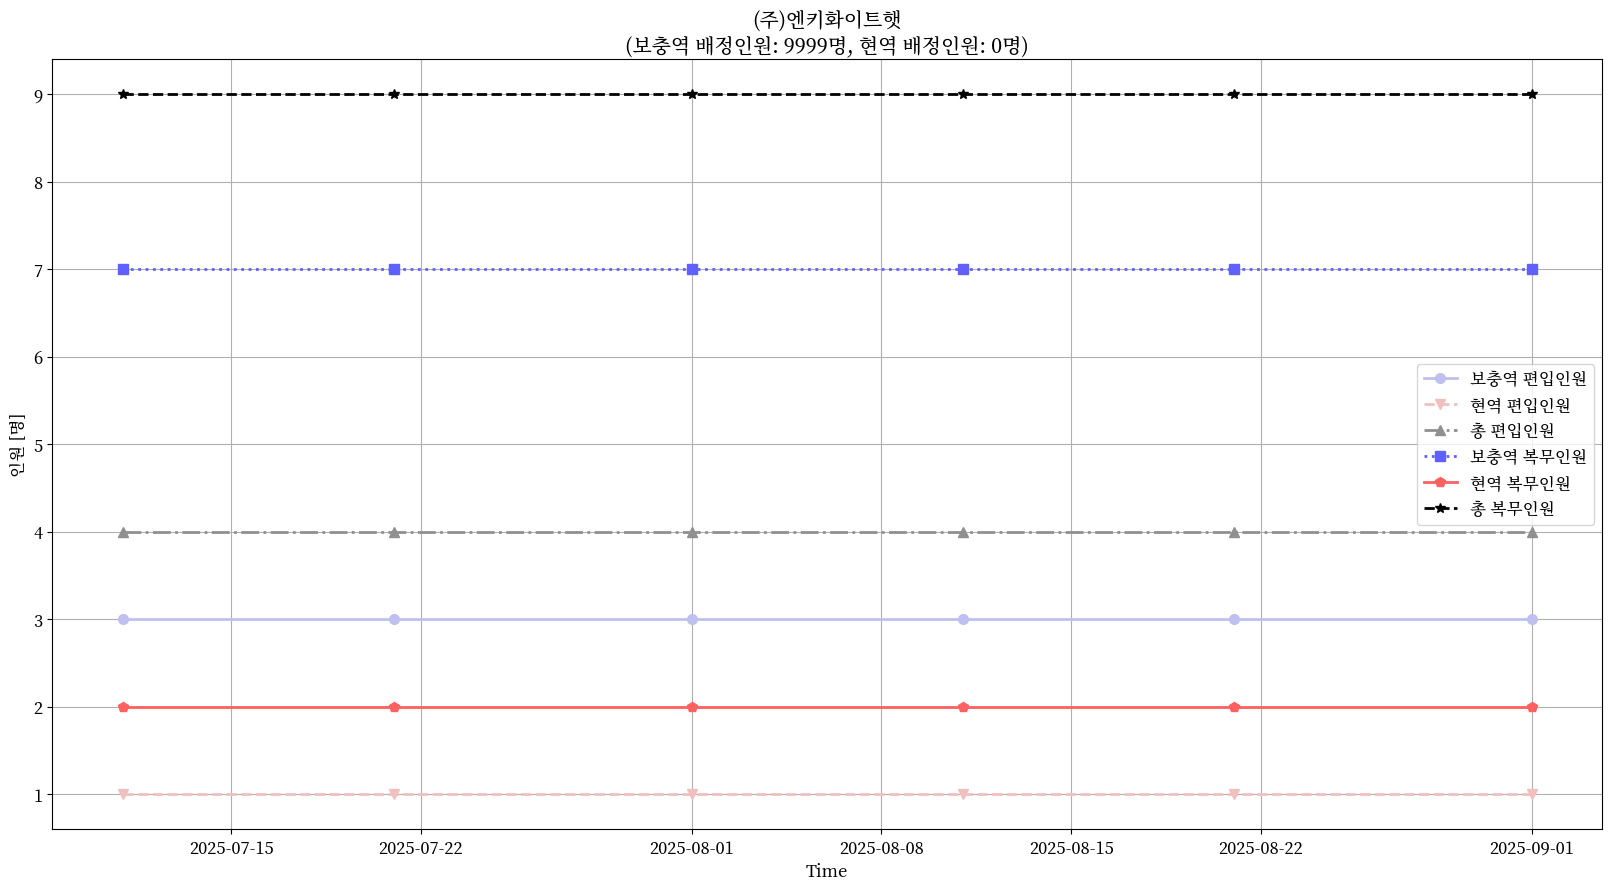 (주)엔키화이트햇
(보충역 배정인원: 9999명, 현역 배정인원: 0명)
인원 [명]
9
8
7
6
5
4
3
2
1
보충역 편입인원
현역 편입인원
총 편입인원
보충역 복무인원
현역 복무인원
총 복무인원
2025-07-15
2025-07-22
2025-08-01
2025-08-08
2025-08-15
2025-08-22
2025-09-01
Time